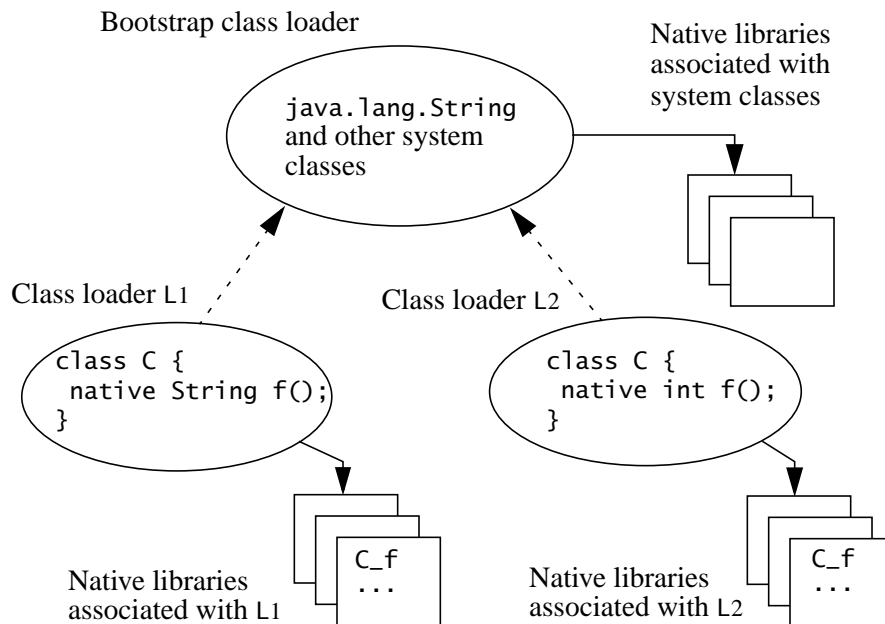 Bootstrap class loader
Native libraries
associated with
system classes
java.lang.String
and other system
classes
Class loader L1
Class loader L2
class C {
 native String f();
}
class C {
 native int f();
}
C_f
...
Native libraries
associated with L1
C_f
...
Native libraries
associated with L2